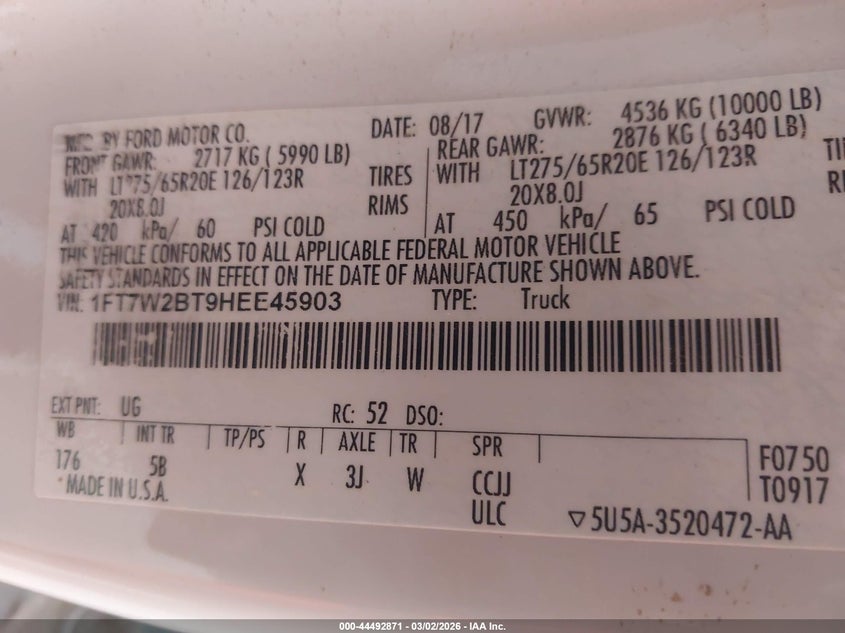 MFD. BY FORD MOTOR CO. DATE: 08/17 GVWR: 4536 KG (10000 LB)
FRONT GAWR: 2717 KG ( 5990 LB) REAR GAWR: 2876 KG ( 6340 LB)
WITH LT275/65R20E 126/123R TIRES WITH LT275/65R20E 126/123R
20X8.0J RIMS 20X8.0J
AT 420 kPa/ 60 PSI COLD AT 450 kPa/ 65 PSI COLD
THIS VEHICLE CONFORMS TO ALL APPLICABLE FEDERAL MOTOR VEHICLE
SAFETY STANDARDS IN EFFECT ON THE DATE OF MANUFACTURE SHOWN ABOVE.
VIN: 1FT7W2BT9HEE45903 TYPE: Truck
EXT PNT: UG RC: 52 DSO:
WB INT TR TP/PS R AXLE TR SPR
176 5B X 3J W CCJJ F0750
*MADE IN U.S.A. ULC T0917
▽5U5A-3520472-AA
000-44492871 | 03/02/2026 | IAA Inc.